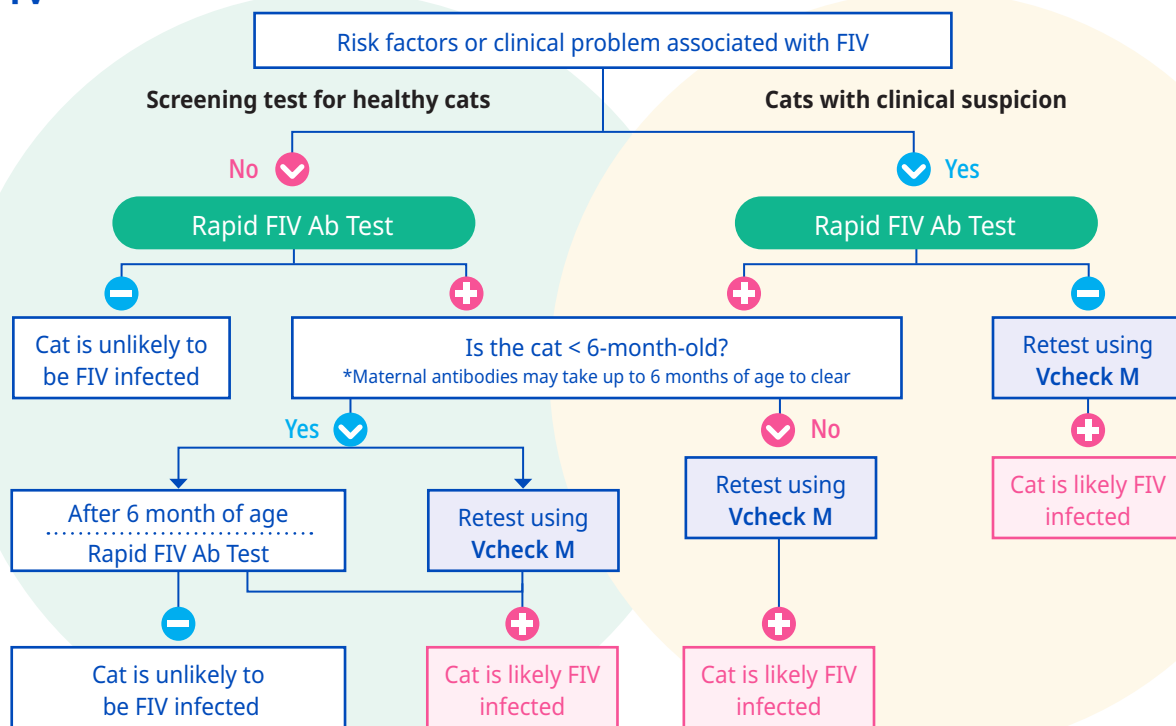 Risk factors or clinical problem associated with FIV
Screening test for healthy cats
Cats with clinical suspicion
No
Yes
Rapid FIV Ab Test
Rapid FIV Ab Test
Cat is unlikely to
be FIV infected
Is the cat < 6-month-old?
*Maternal antibodies may take up to 6 months of age to clear
Retest using
Vcheck M
Yes
No
After 6 month of age
Rapid FIV Ab Test
Retest using
Vcheck M
Retest using
Vcheck M
Cat is likely FIV
infected
Cat is unlikely to
be FIV infected
Cat is likely FIV
infected
Cat is likely FIV
infected